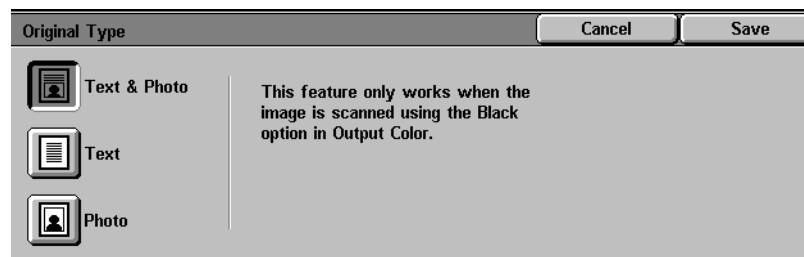 Original Type
Cancel
Save
Text & Photo
Text
Photo
This feature only works when the
image is scanned using the Black
option in Output Color.